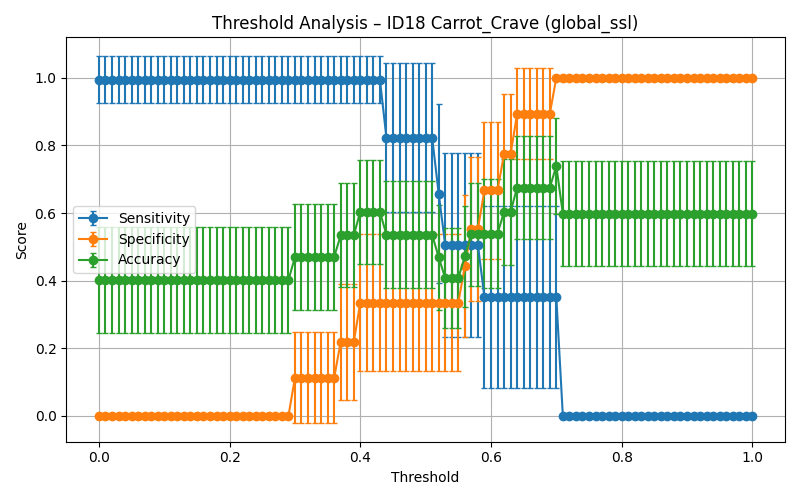 Threshold Analysis – ID18 Carrot_Crave (global_ssl)
Score
1.0
0.8
0.6
0.4
0.2
0.0
Sensitivity
Specificity
Accuracy
0.0 0.2 0.4 0.6 0.8 1.0
Threshold